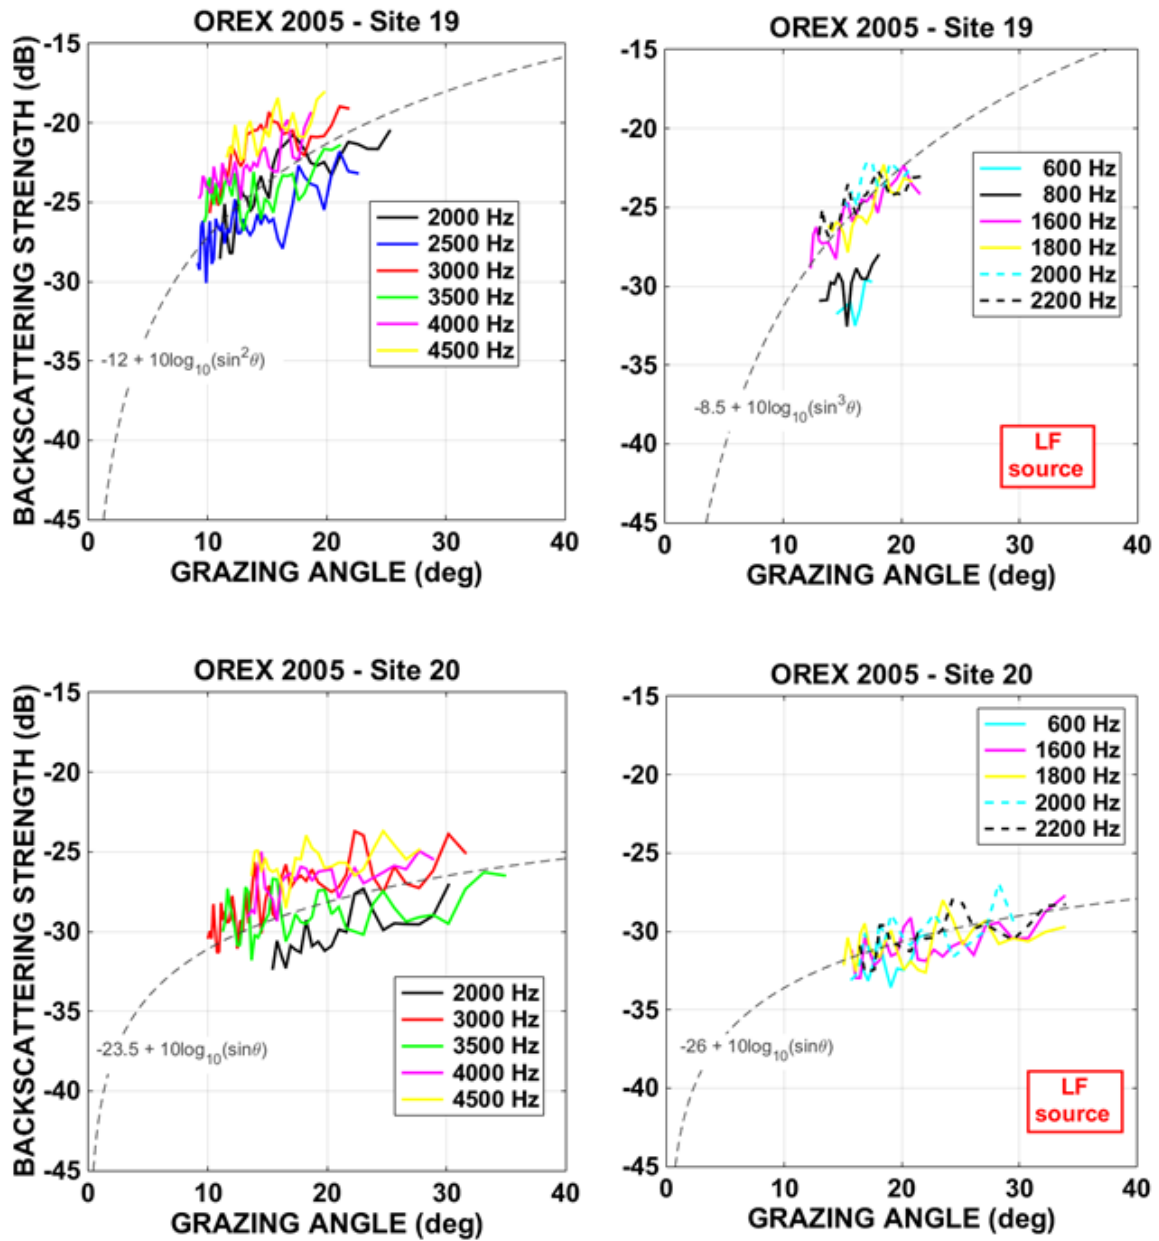 OREX 2005 - Site 19
BACKSCATTERING STRENGTH (dB)
-15
-20
-25
-30
-35
-40
-45
0 10 20 30 40
GRAZING ANGLE (deg)
2000 Hz
2500 Hz
3000 Hz
3500 Hz
4000 Hz
4500 Hz
-12 + 10log₁₀(sin²θ)
OREX 2005 - Site 19
-15
-20
-25
-30
-35
-40
-45
0 10 20 30 40
GRAZING ANGLE (deg)
600 Hz
800 Hz
1600 Hz
1800 Hz
2000 Hz
2200 Hz
-8.5 + 10log₁₀(sin³θ)
LF
source
OREX 2005 - Site 20
BACKSCATTERING STRENGTH (dB)
-15
-20
-25
-30
-35
-40
-45
0 10 20 30 40
GRAZING ANGLE (deg)
2000 Hz
3000 Hz
3500 Hz
4000 Hz
4500 Hz
-23.5 + 10log₁₀(sinθ)
OREX 2005 - Site 20
-15
-20
-25
-30
-35
-40
-45
0 10 20 30 40
GRAZING ANGLE (deg)
600 Hz
1600 Hz
1800 Hz
2000 Hz
2200 Hz
-26 + 10log₁₀(sinθ)
LF
source